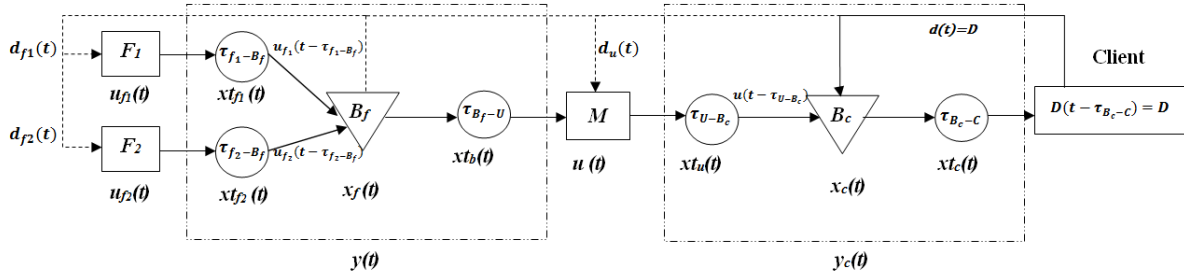 d(t)=D
d_{f1}(t)
F_1
τ_{f_1-B_f}
u_{f_1}(t-τ_{f_1-B_f})
d_u(t)
Client
u_{f1}(t)
xt_{f1}(t)
B_f
τ_{B_f-U}
M
τ_{U-B_c}
u(t-τ_{U-B_c})
B_c
τ_{B_c-C}
D(t-τ_{B_c-C})=D
d_{f2}(t)
F_2
τ_{f_2-B_f}
u_{f_2}(t-τ_{f_2-B_f})
xt_b(t)
u(t)
xt_u(t)
xt_c(t)
u_{f2}(t)
xt_{f2}(t)
x_f(t)
x_c(t)
y(t)
y_c(t)